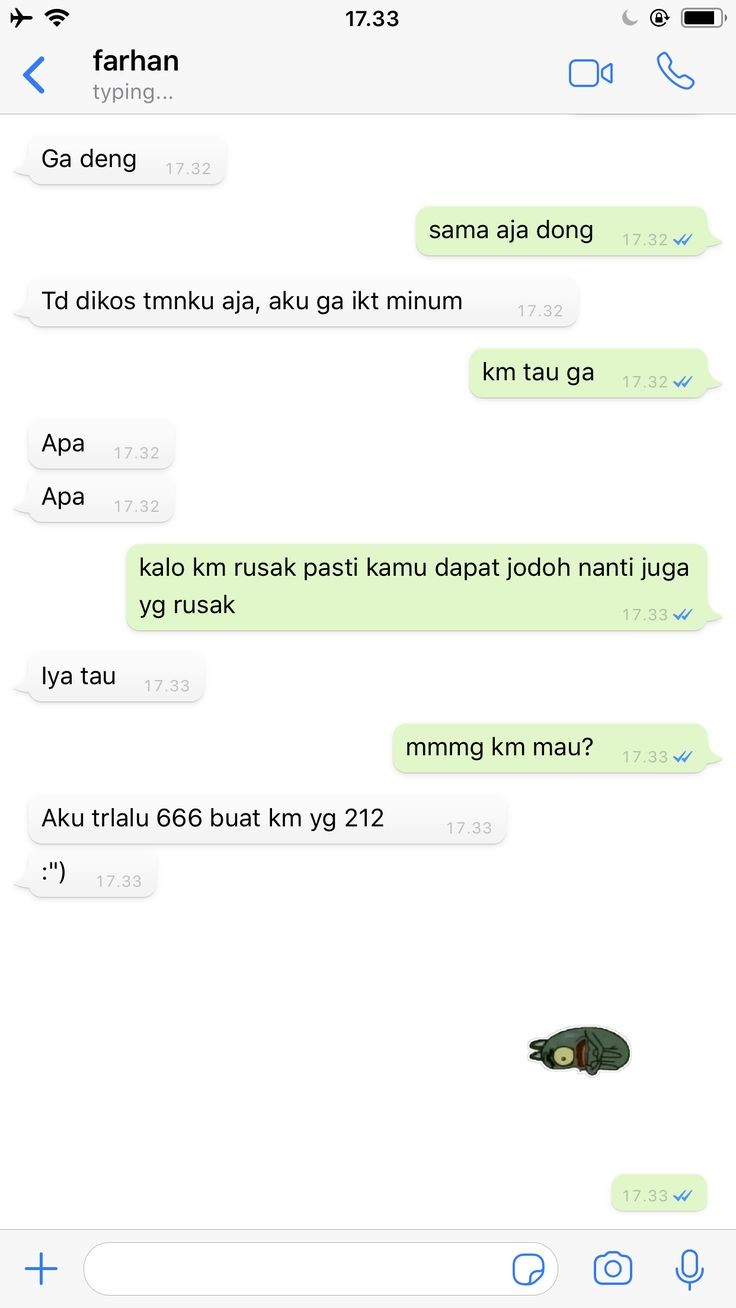 17.33
farhan
typing...
Ga deng 17.32
sama aja dong 17.32
Td dikos tmnku aja, aku ga ikt minum 17.32
km tau ga 17.32
Apa 17.32
Apa 17.32
kalo km rusak pasti kamu dapat jodoh nanti juga
yg rusak 17.33
Iya tau 17.33
mmmg km mau? 17.33
Aku trlalu 666 buat km yg 212 17.33
:") 17.33
17.33